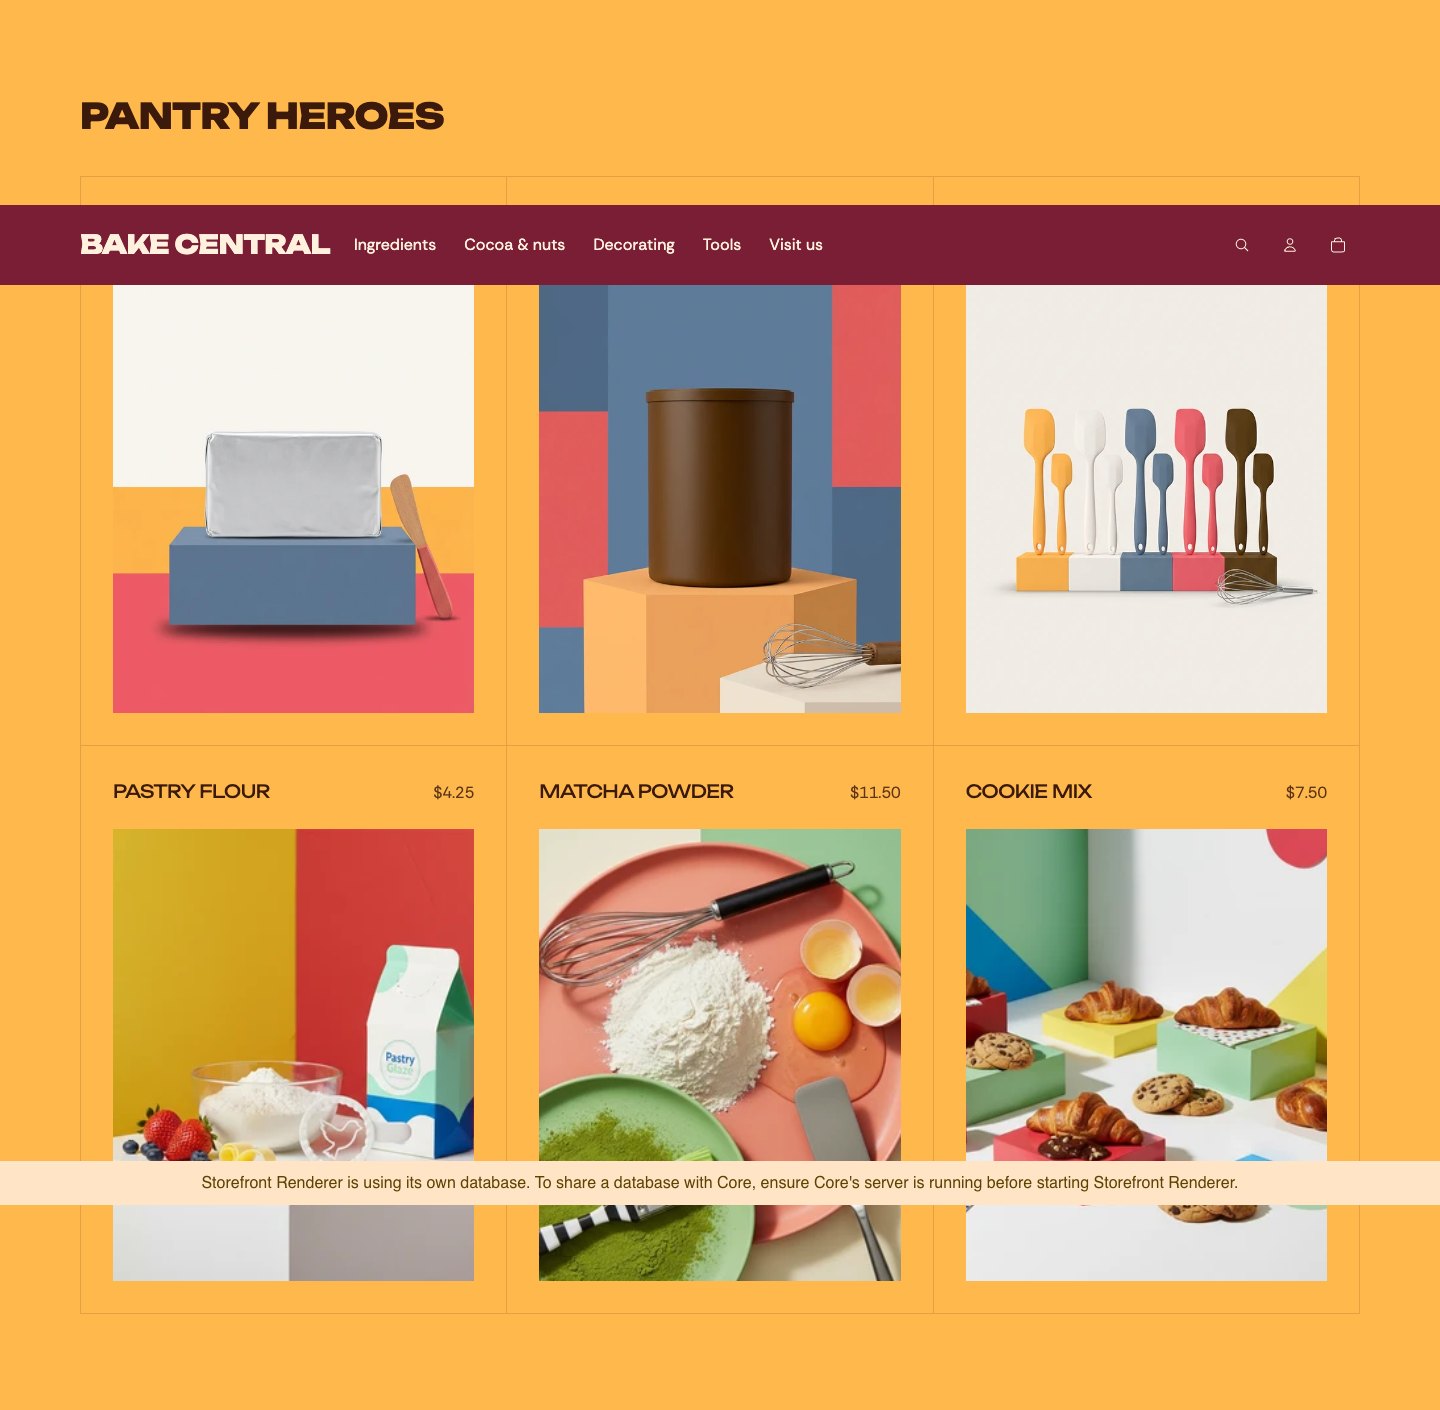 PANTRY HEROES
BAKE CENTRAL Ingredients Cocoa & nuts Decorating Tools Visit us
PASTRY FLOUR $4.25
MATCHA POWDER $11.50
COOKIE MIX $7.50
Pastry
Glaze
Storefront Renderer is using its own database. To share a database with Core, ensure Core's server is running before starting Storefront Renderer.